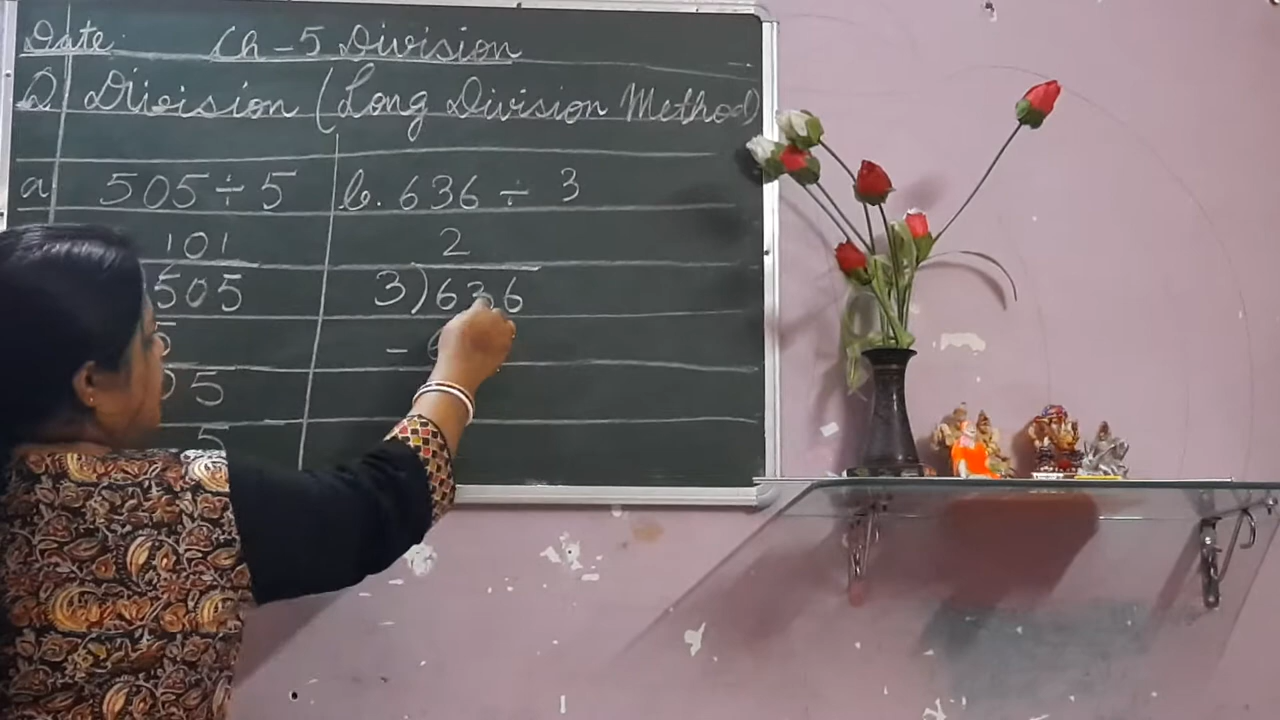 Date Ch-5 Division
Q Division (Long Division Method)
a 505 ÷ 5 b. 636 ÷ 3
101 2
505 3)636
5 -
05
5